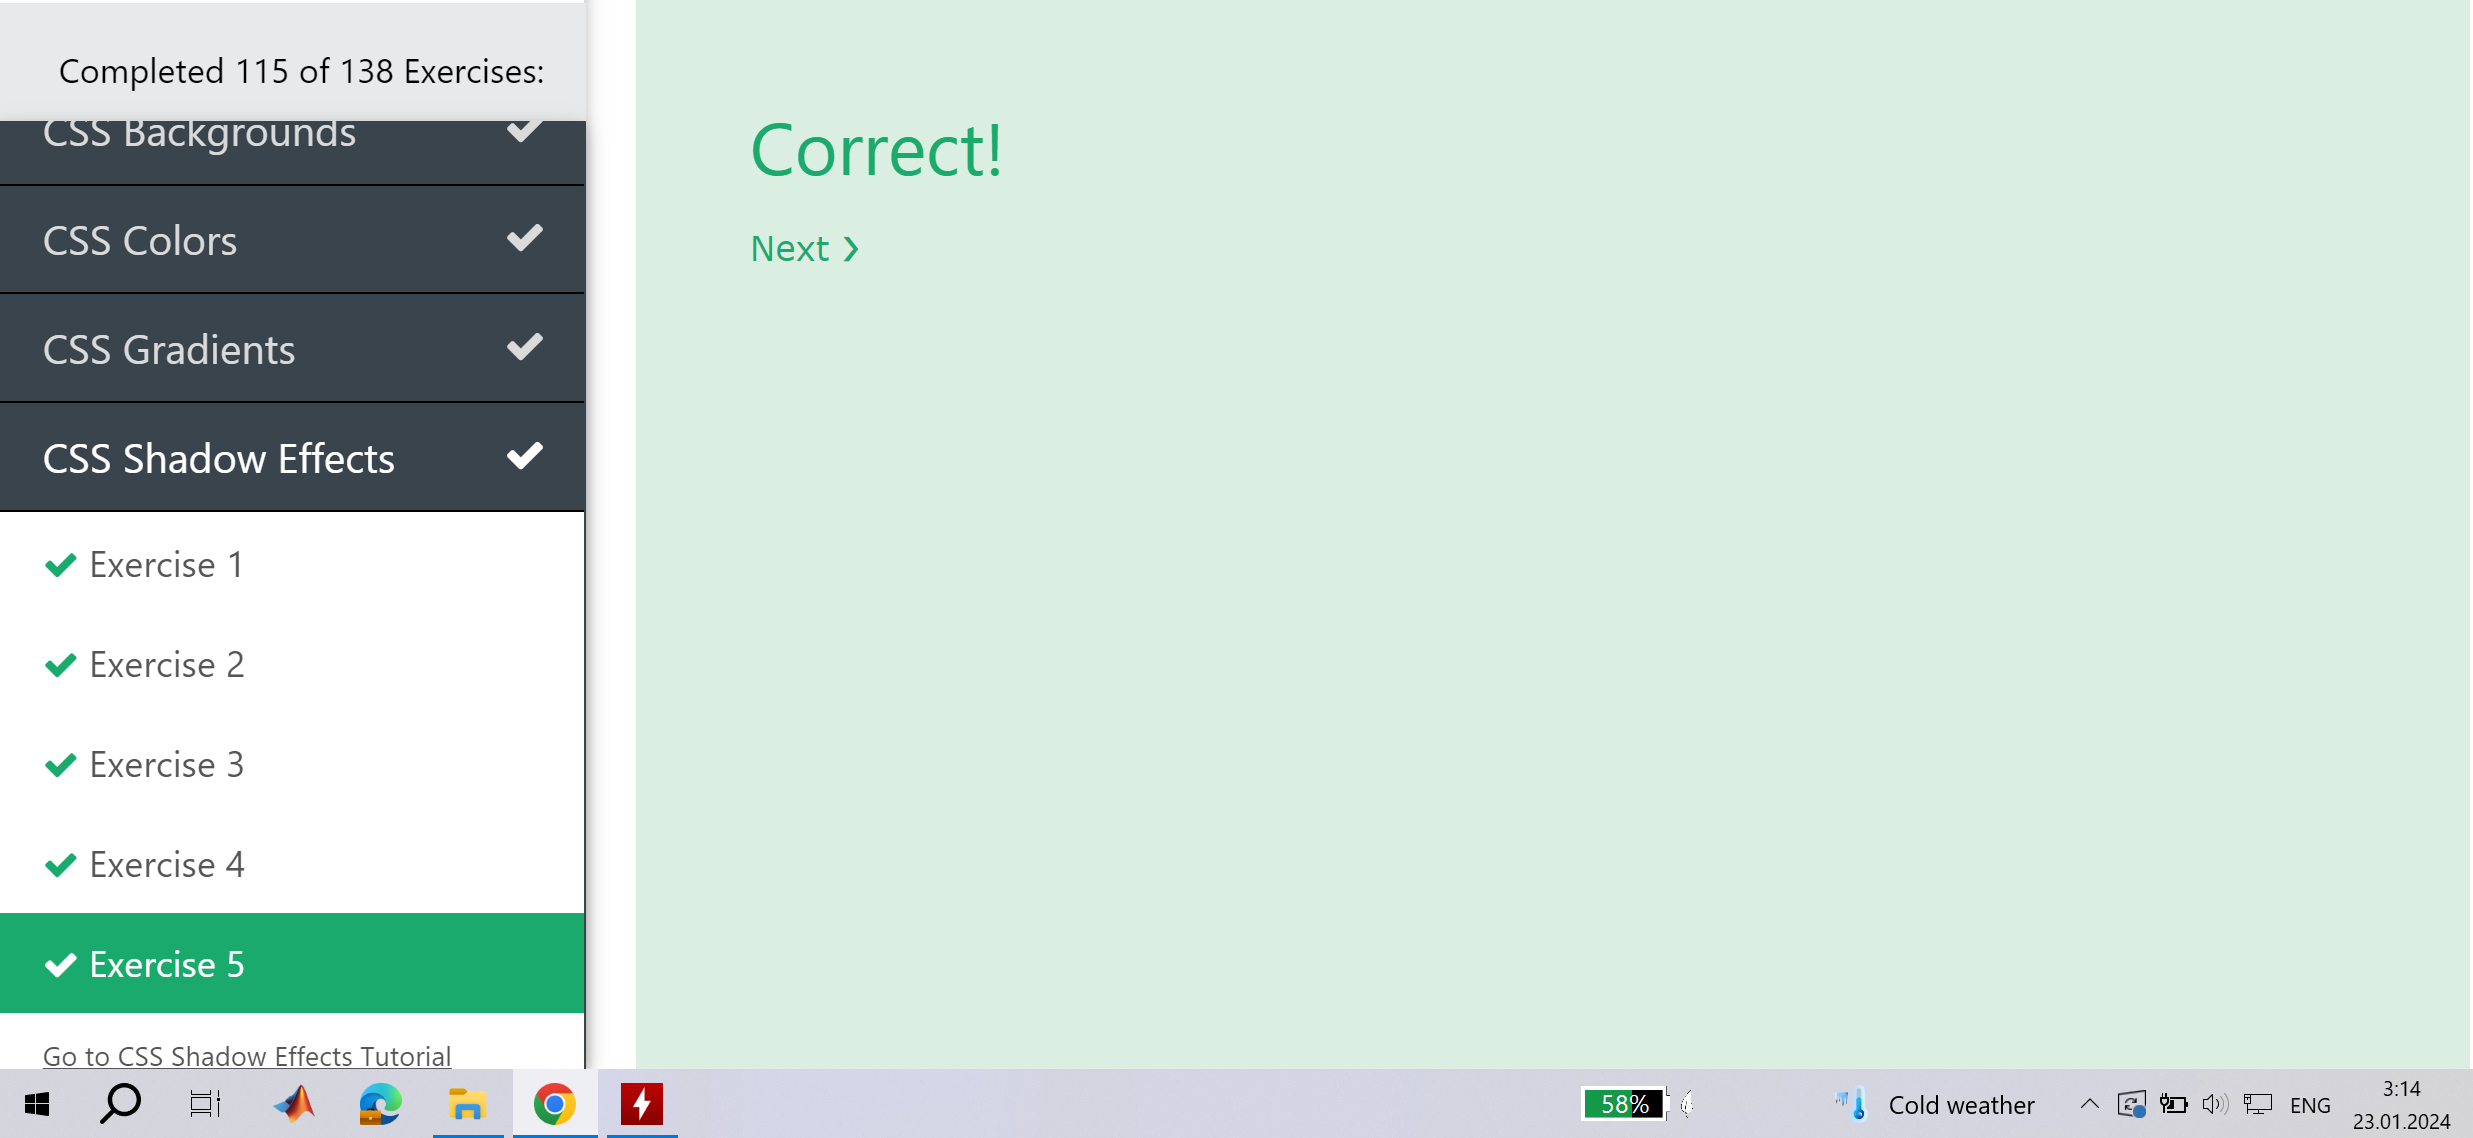 Completed 115 of 138 Exercises:
CSS Backgrounds
CSS Colors
CSS Gradients
CSS Shadow Effects
Exercise 1
Exercise 2
Exercise 3
Exercise 4
Exercise 5
Go to CSS Shadow Effects Tutorial
Correct!
Next ❯
58%
Cold weather
ENG
3:14
23.01.2024